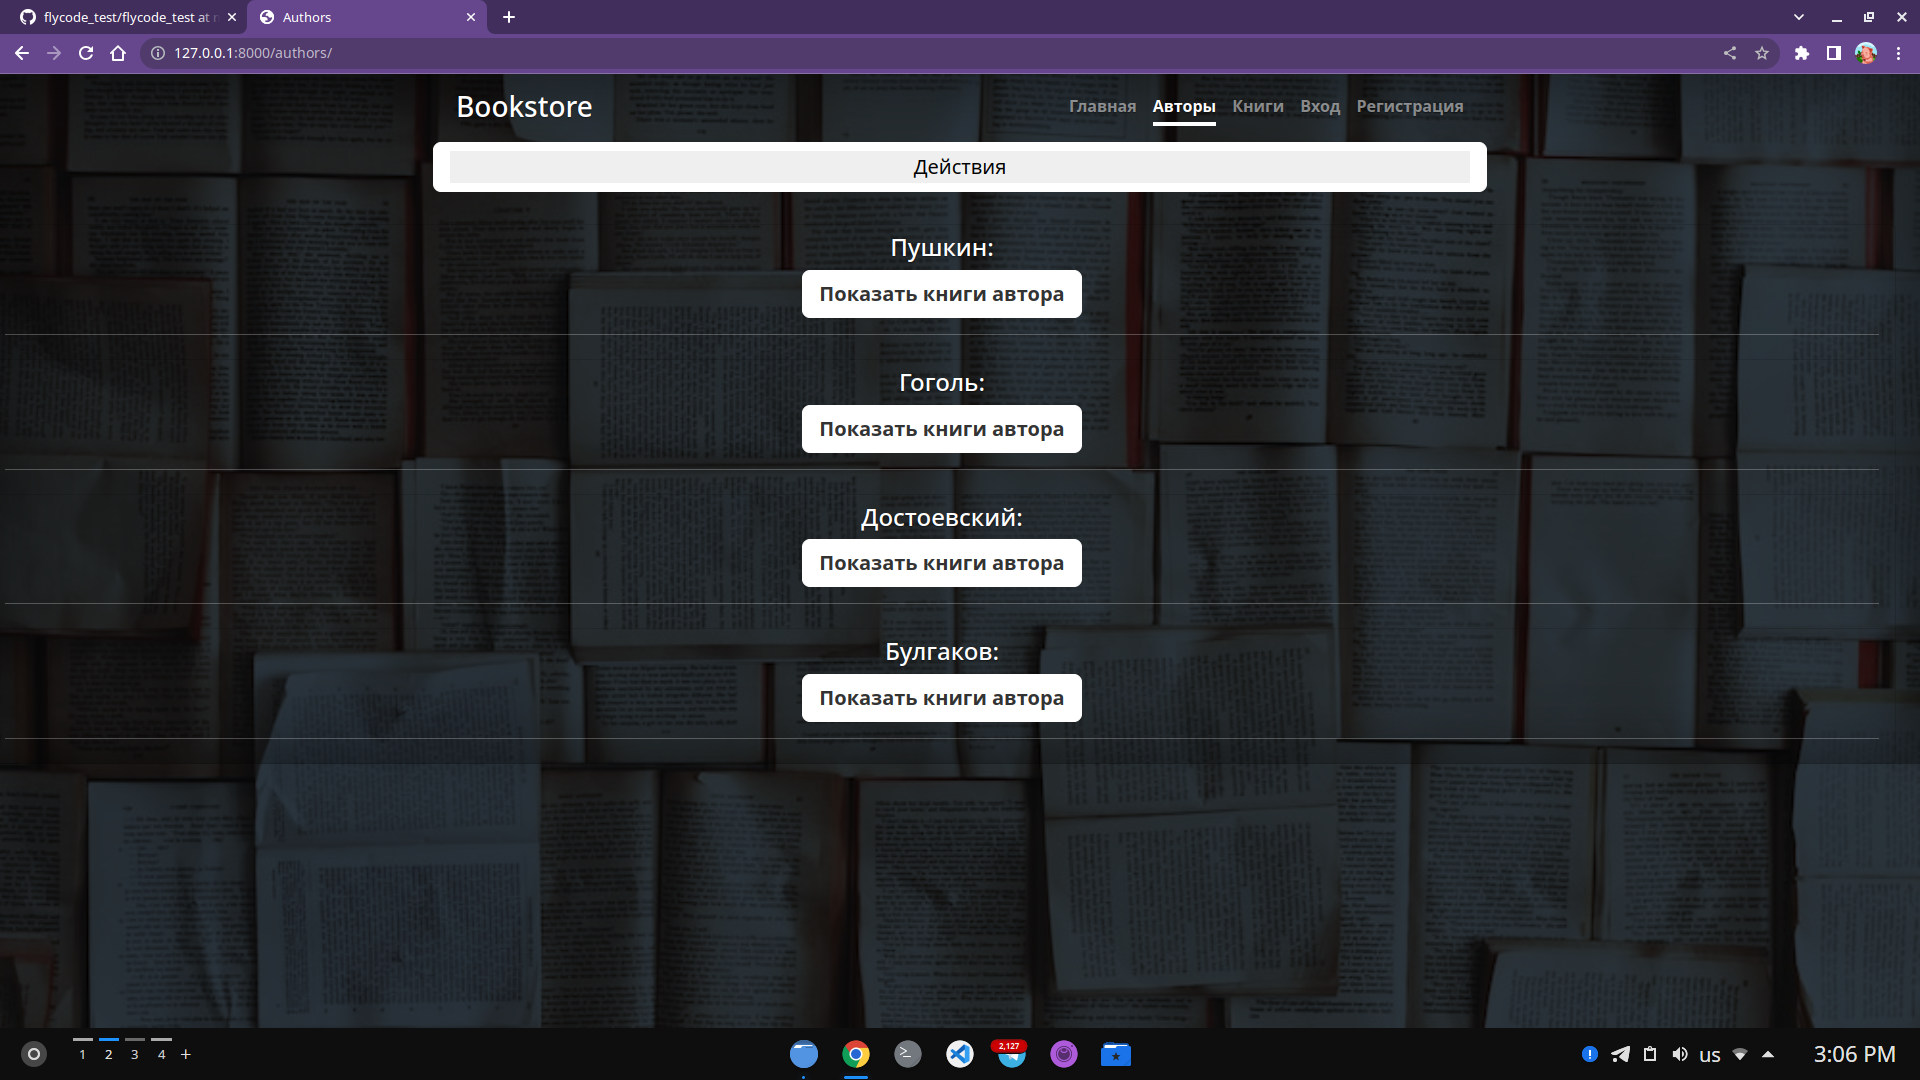 flycode_test/flycode_test at
Authors
127.0.0.1:8000/authors/
Bookstore
Главная Авторы Книги Вход Регистрация
Действия
Пушкин:
Показать книги автора
Гоголь:
Показать книги автора
Достоевский:
Показать книги автора
Булгаков:
Показать книги автора
1 2 3 4 +
2,127
us
3:06 PM